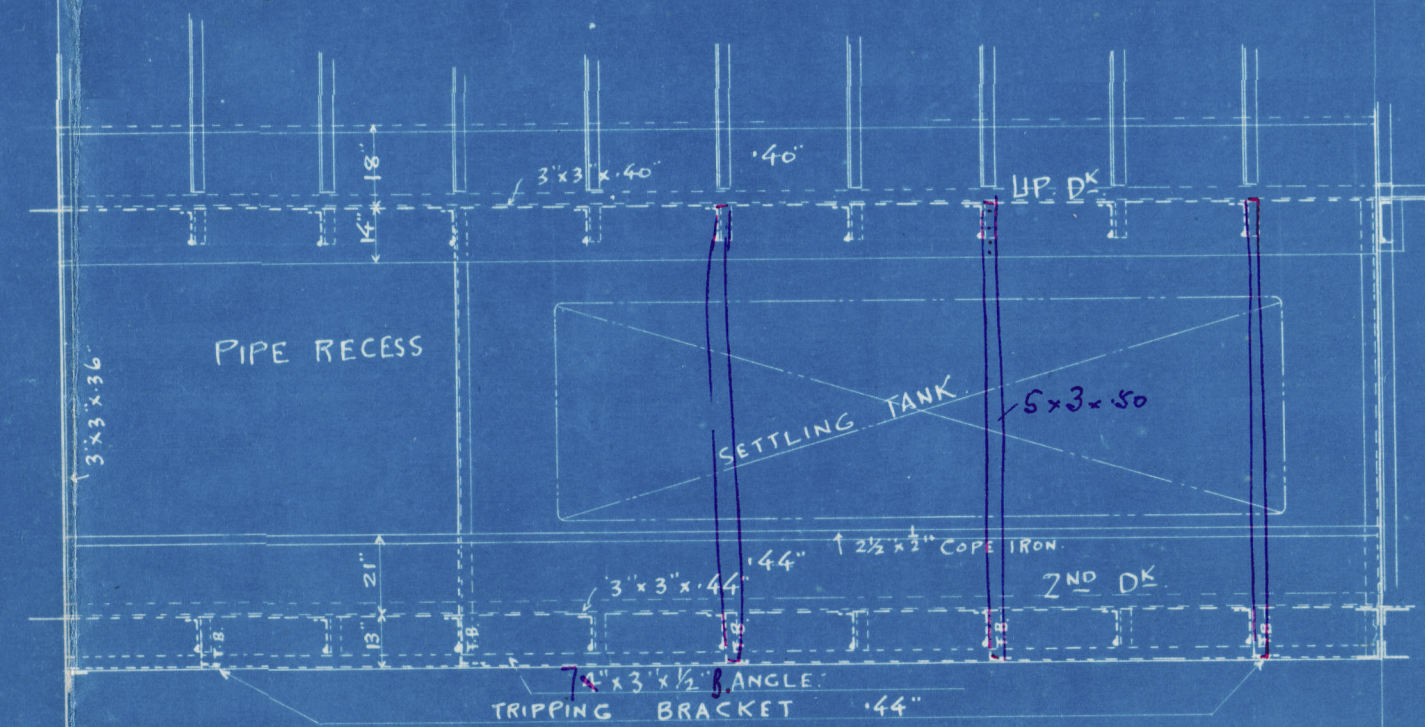 18"
3"x3"x.40"
.40"
UP. DK
14"
PIPE RECESS
3"x3"x.36"
SETTLING TANK.
5x3x.50
2½"x½" COPE IRON.
.44"
21"
3"x3"x.44"
2ND DK
13"
T.B.
T.B
T.B
T.B
T.B
"x3"x½" B. ANGLE.
TRIPPING BRACKET .44"